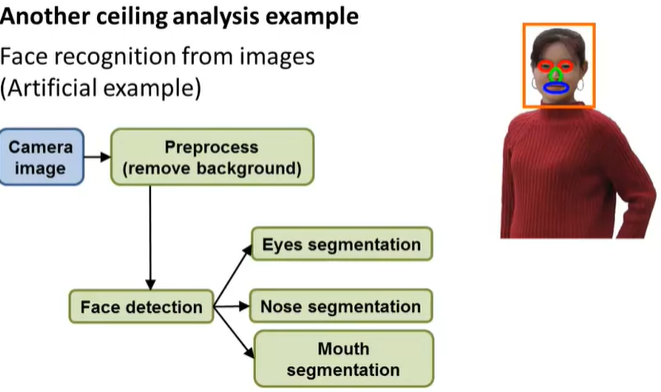 Another ceiling analysis example
Face recognition from images
(Artificial example)
Camera
image
Preprocess
(remove background)
Eyes segmentation
Face detection
Nose segmentation
Mouth
segmentation